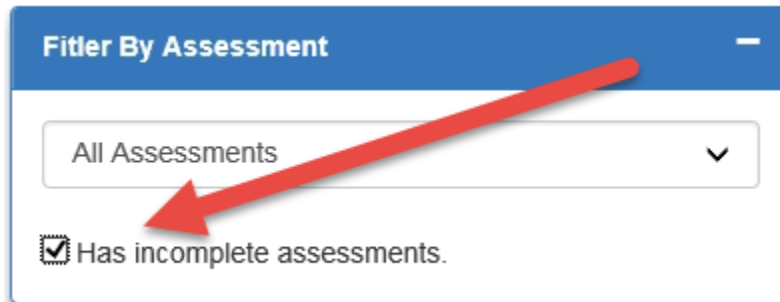 Fitler By Assessment
All Assessments
Has incomplete assessments.